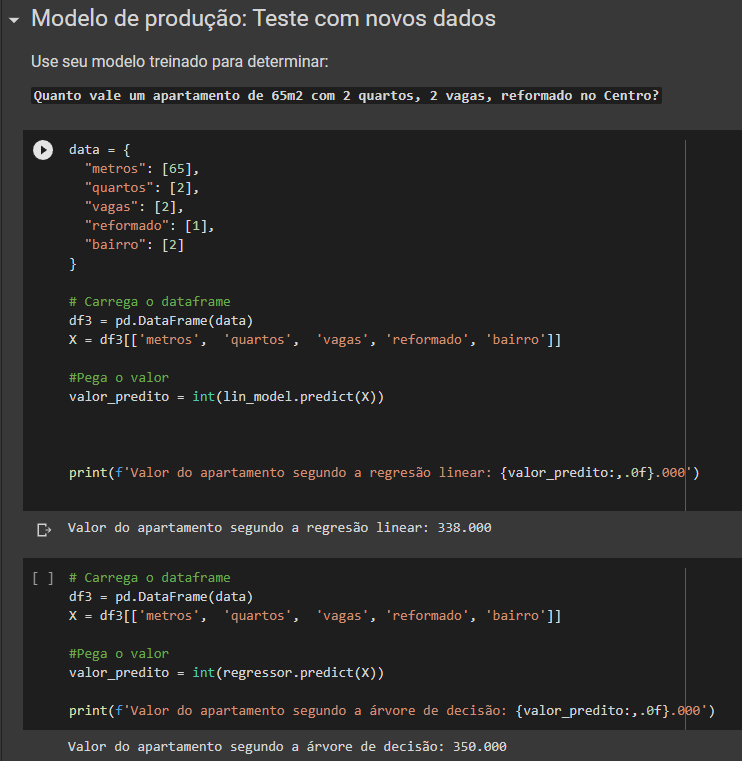 Modelo de produção: Teste com novos dados
Use seu modelo treinado para determinar:
Quanto vale um apartamento de 65m2 com 2 quartos, 2 vagas, reformado no Centro?
data = {
  "metros": [65],
  "quartos": [2],
  "vagas": [2],
  "reformado": [1],
  "bairro": [2]
}
# Carrega o dataframe
df3 = pd.DataFrame(data)
X = df3[['metros',  'quartos',  'vagas', 'reformado', 'bairro']]
#Pega o valor
valor_predito = int(lin_model.predict(X))
print(f'Valor do apartamento segundo a regresão linear: {valor_predito:,.0f}.000')
Valor do apartamento segundo a regresão linear: 338.000
[ ] # Carrega o dataframe
df3 = pd.DataFrame(data)
X = df3[['metros',  'quartos',  'vagas', 'reformado', 'bairro']]
#Pega o valor
valor_predito = int(regressor.predict(X))
print(f'Valor do apartamento segundo a árvore de decisão: {valor_predito:,.0f}.000')
Valor do apartamento segundo a árvore de decisão: 350.000